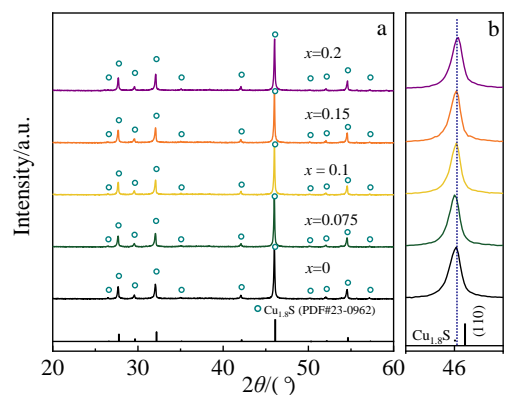 a
b
x=0.2
x=0.15
x = 0.1
x=0.075
x=0
Cu1.8S (PDF#23-0962)
Cu1.8S
(110)
Intensity/a.u.
20 30 40 50 60
46
2θ/(°)